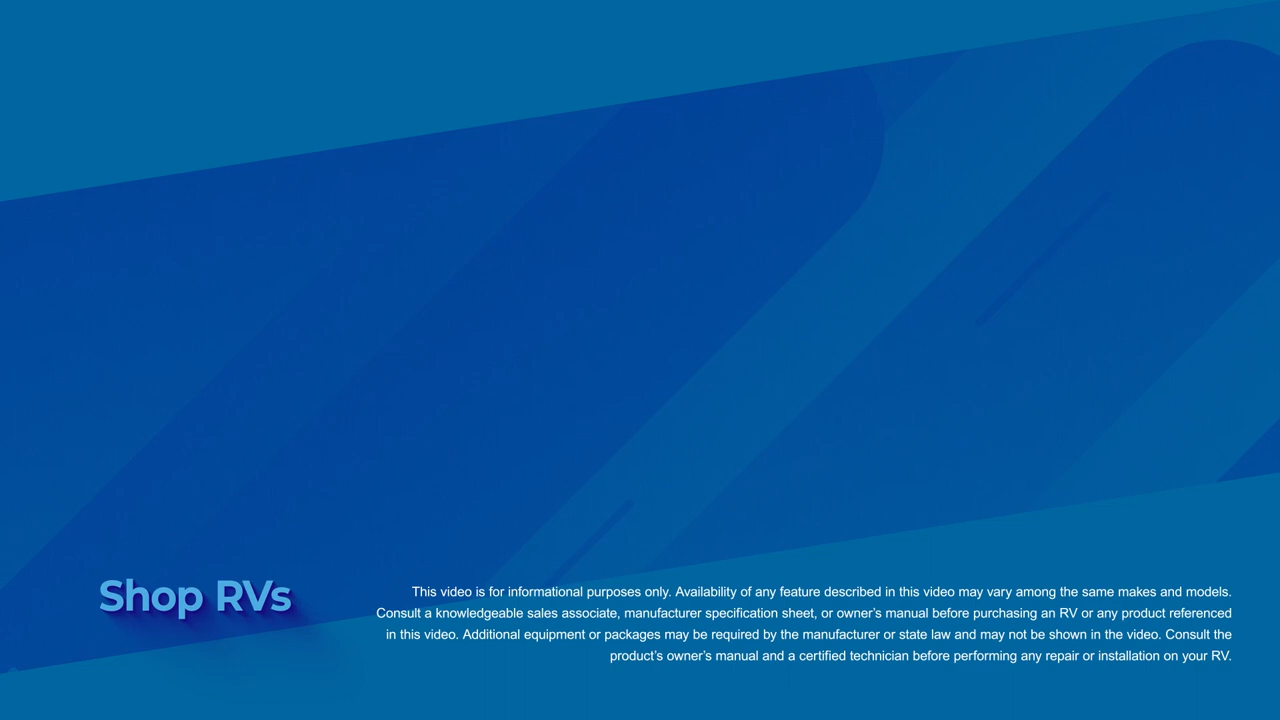 Shop RVs
This video is for informational purposes only. Availability of any feature described in this video may vary among the same makes and models.
Consult a knowledgeable sales associate, manufacturer specification sheet, or owner’s manual before purchasing an RV or any product referenced
in this video. Additional equipment or packages may be required by the manufacturer or state law and may not be shown in the video. Consult the
product’s owner’s manual and a certified technician before performing any repair or installation on your RV.